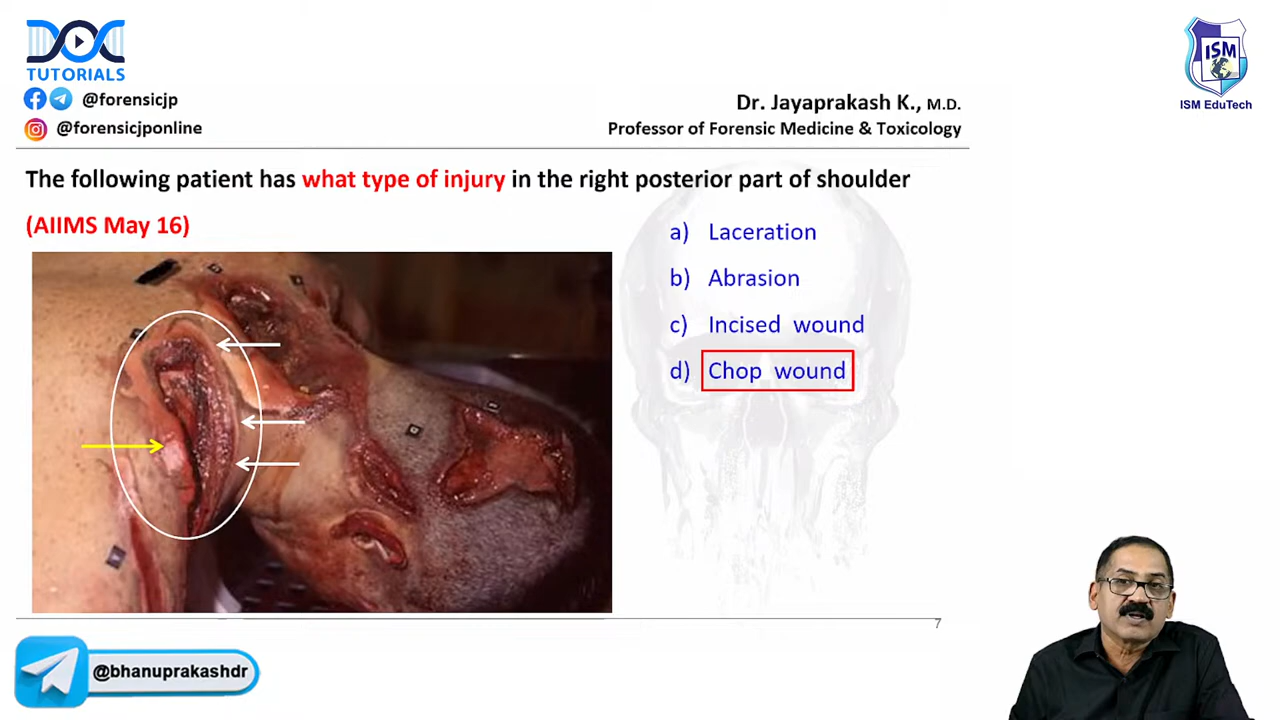 DOC
TUTORIALS
@forensicjp
@forensicjponline
ISM
ISM EduTech
Dr. Jayaprakash K., M.D.
Professor of Forensic Medicine & Toxicology
The following patient has what type of injury in the right posterior part of shoulder
(AIIMS May 16)
a) Laceration
b) Abrasion
c) Incised wound
d) Chop wound
7
@bhanuprakashdr